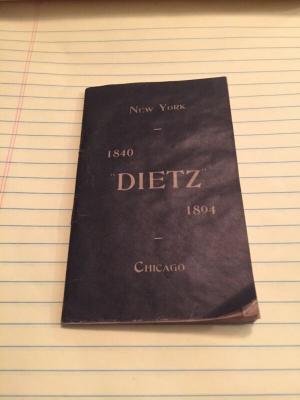 New York
1840
"DIETZ"
1894
Chicago